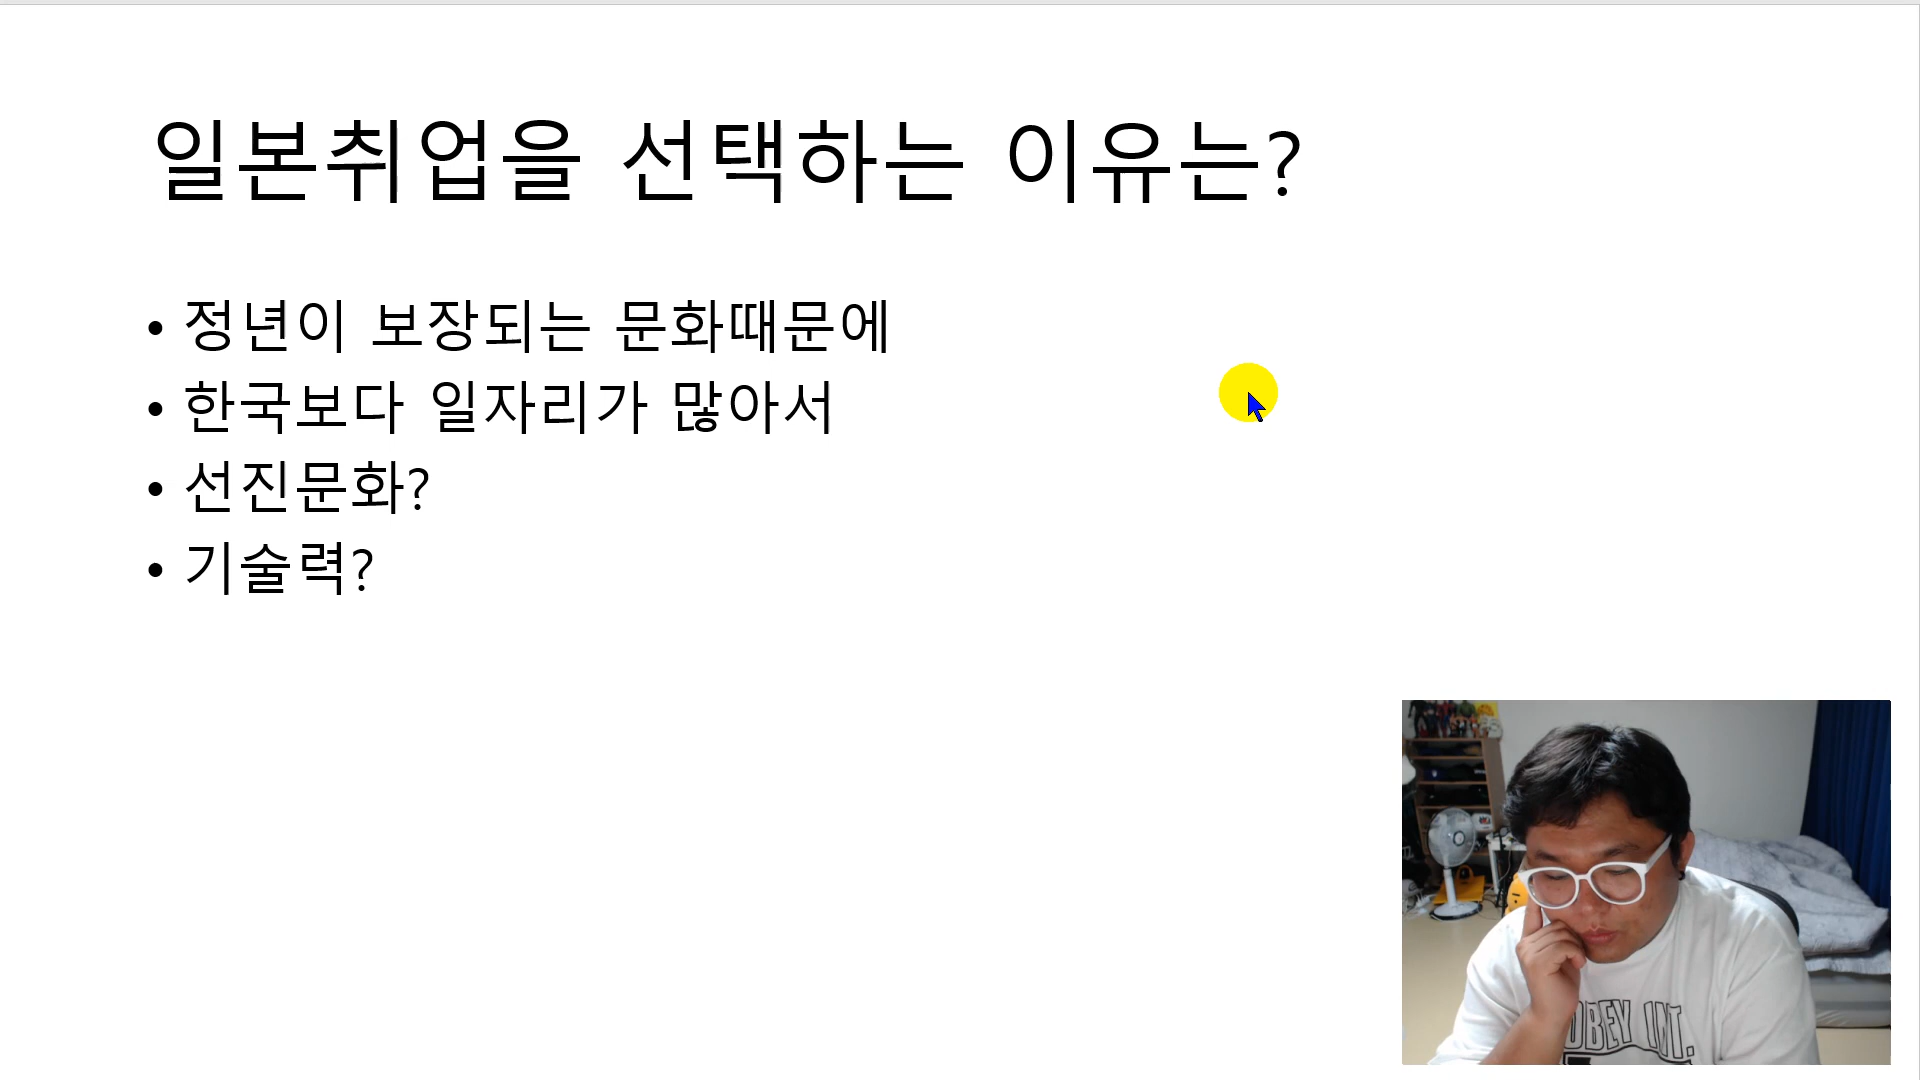 일본취업을 선택하는 이유는?
• 정년이 보장되는 문화때문에
• 한국보다 일자리가 많아서
• 선진문화?
• 기술력?
OBEY INT.